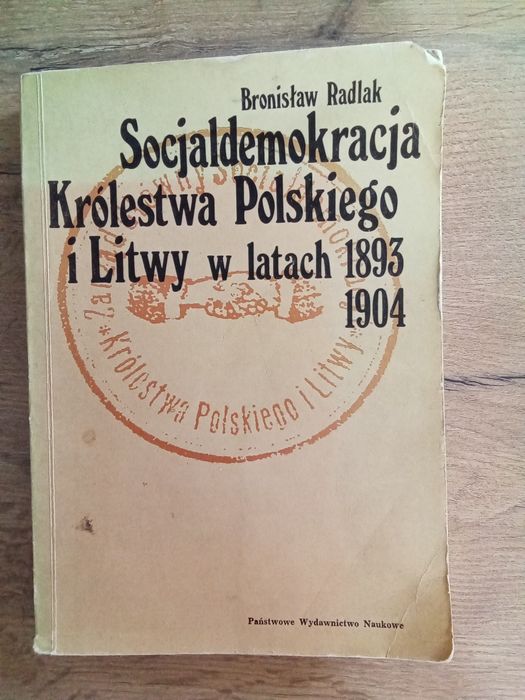 Bronisław Radlak
Socjaldemokracja
Królestwa Polskiego
i Litwy w latach 1893
1904
Królestwa Polskiego i Litwy
Państwowe Wydawnictwo Naukowe